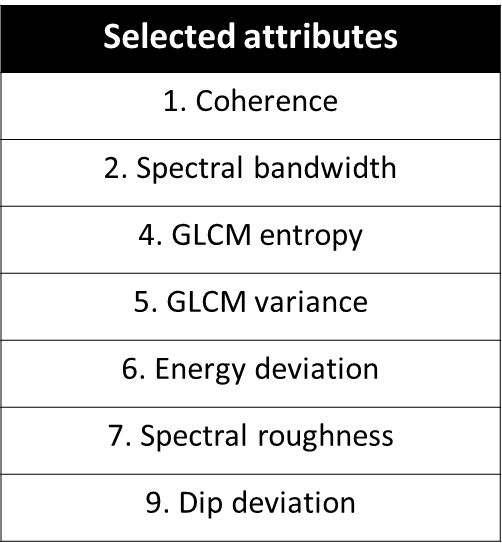 Selected attributes
1. Coherence
2. Spectral bandwidth
4. GLCM entropy
5. GLCM variance
6. Energy deviation
7. Spectral roughness
9. Dip deviation